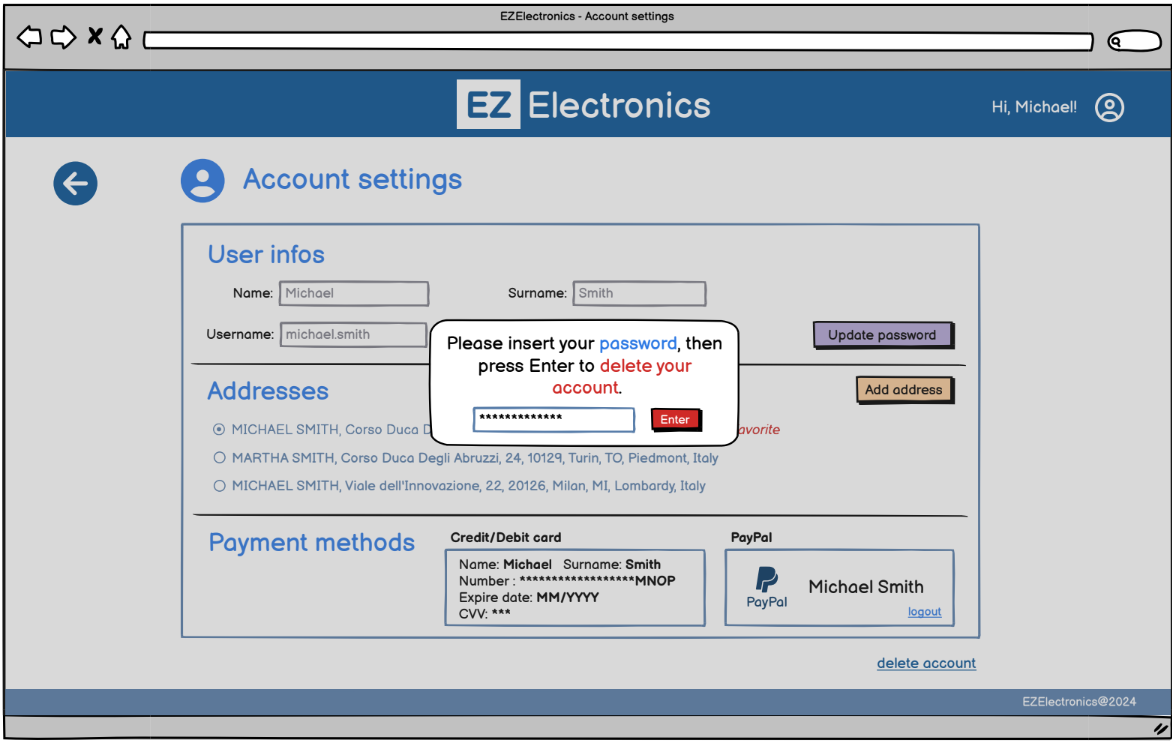 EZElectronics - Account settings
EZ Electronics
Hi, Michael!
Account settings
User infos
Name: Michael
Surname: Smith
Username: michael.smith
Update password
Please insert your password, then
press Enter to delete your
account.
*************
Enter
Addresses
Add address
MICHAEL SMITH, Corso Duca D
avorite
MARTHA SMITH, Corso Duca Degli Abruzzi, 24, 10129, Turin, TO, Piedmont, Italy
MICHAEL SMITH, Viale dell'Innovazione, 22, 20126, Milan, MI, Lombardy, Italy
Payment methods
Credit/Debit card
Name: Michael Surname: Smith
Number : ******************MNOP
Expire date: MM/YYYY
CVV: ***
PayPal
PayPal
Michael Smith
logout
delete account
EZElectronics@2024